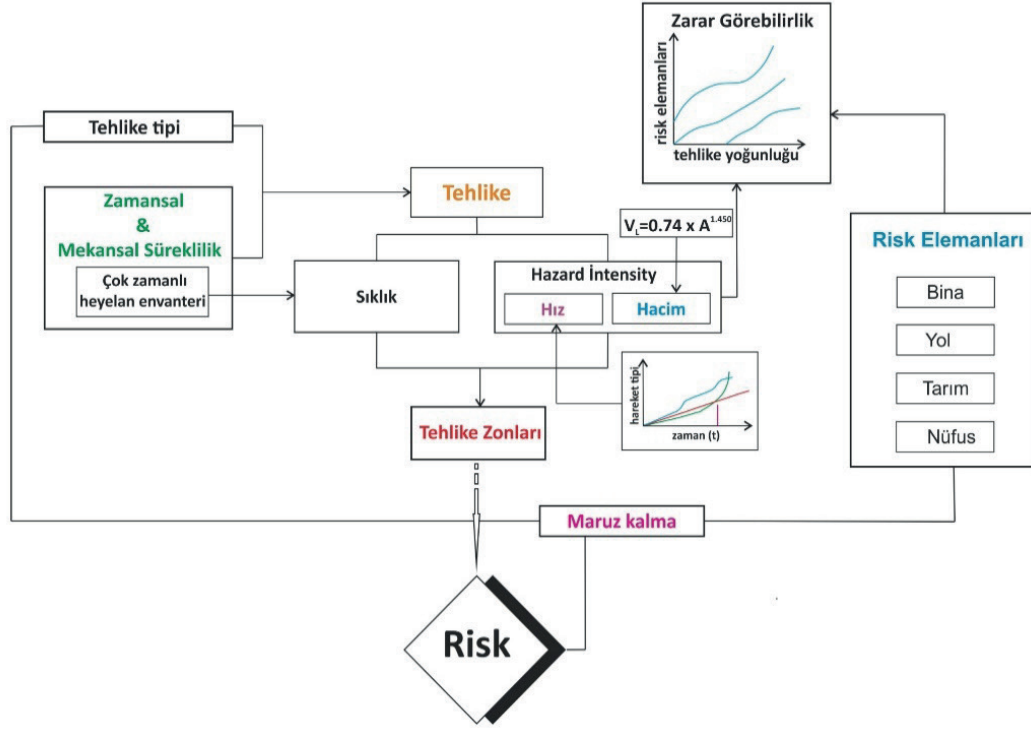 Zarar Görebilirlik
risk elemanları
tehlike yoğunluğu
Tehlike tipi
Zamansal
&
Mekansal Süreklilik
Çok zamanlı
heyelan envanteri
Tehlike
V_L=0.74 x A^1.450
Sıklık
Hazard İntensity
Hız
Hacim
Risk Elemanları
Bina
Yol
Tarım
Nüfus
hareket tipi
zaman (t)
Tehlike Zonları
Maruz kalma
Risk